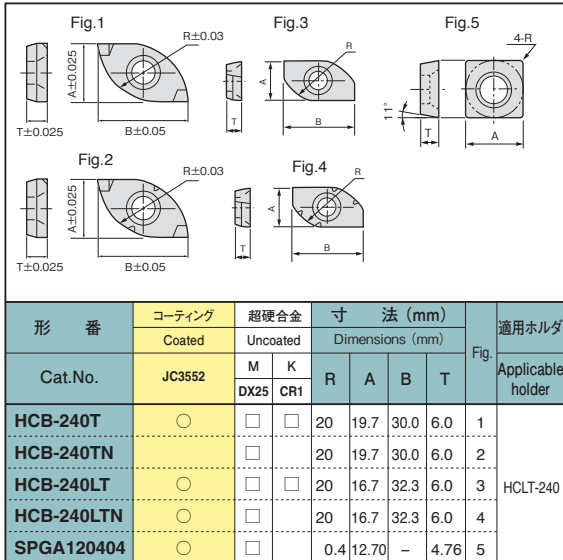 Fig.1
Fig.3
Fig.5
R±0.03
A±0.025
T±0.025
B±0.05
R
A
T
B
4-R
11°
T
A
Fig.2
Fig.4
R±0.03
A±0.025
T±0.025
B±0.05
R
A
T
B
形 番 コーティング 超硬合金 寸 法 (mm) Fig. 適用ホルダ
Coated Uncoated Dimensions (mm)
Cat.No. JC3552 M K R A B T Applicable holder
DX25 CR1
HCB-240T ○ □ □ 20 19.7 30.0 6.0 1 HCLT-240
HCB-240TN □ 20 19.7 30.0 6.0 2
HCB-240LT ○ □ □ 20 16.7 32.3 6.0 3
HCB-240LTN ○ □ 20 16.7 32.3 6.0 4
SPGA120404 ○ □ 0.4 12.70 – 4.76 5